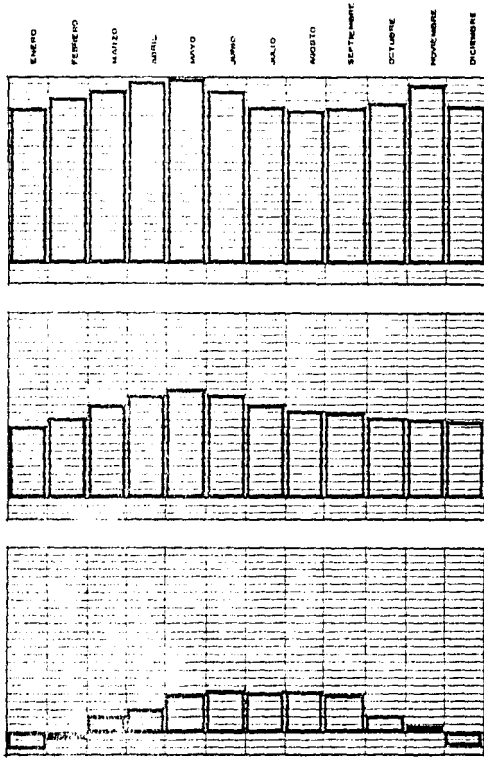 ENERO
FEBRERO
MARZO
ABRIL
MAYO
JUNIO
JULIO
AGOSTO
SEPTIEMBRE
OCTUBRE
NOVIEMBRE
DICIEMBRE